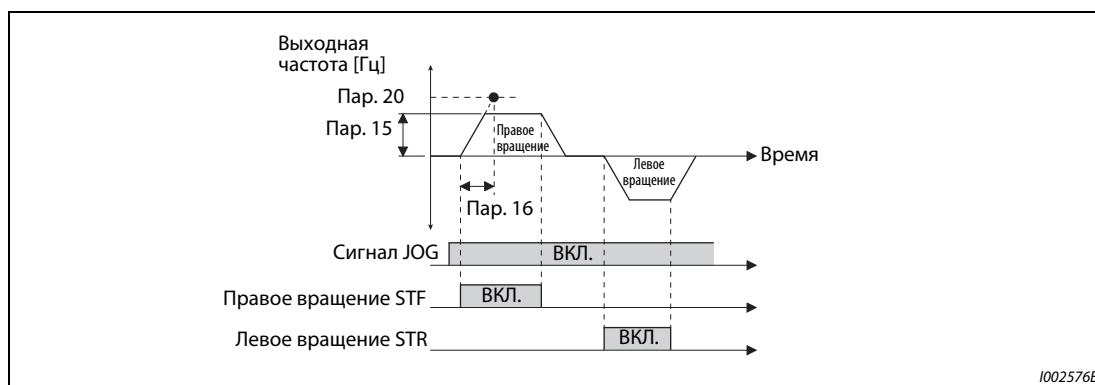 Выходная
частота [Гц]
Пар. 20
Пар. 15
Правое
вращение
Время
Левое
вращение
Пар. 16
Сигнал JOG
ВКЛ.
Правое вращение STF
ВКЛ.
Левое вращение STR
ВКЛ.
I002576E